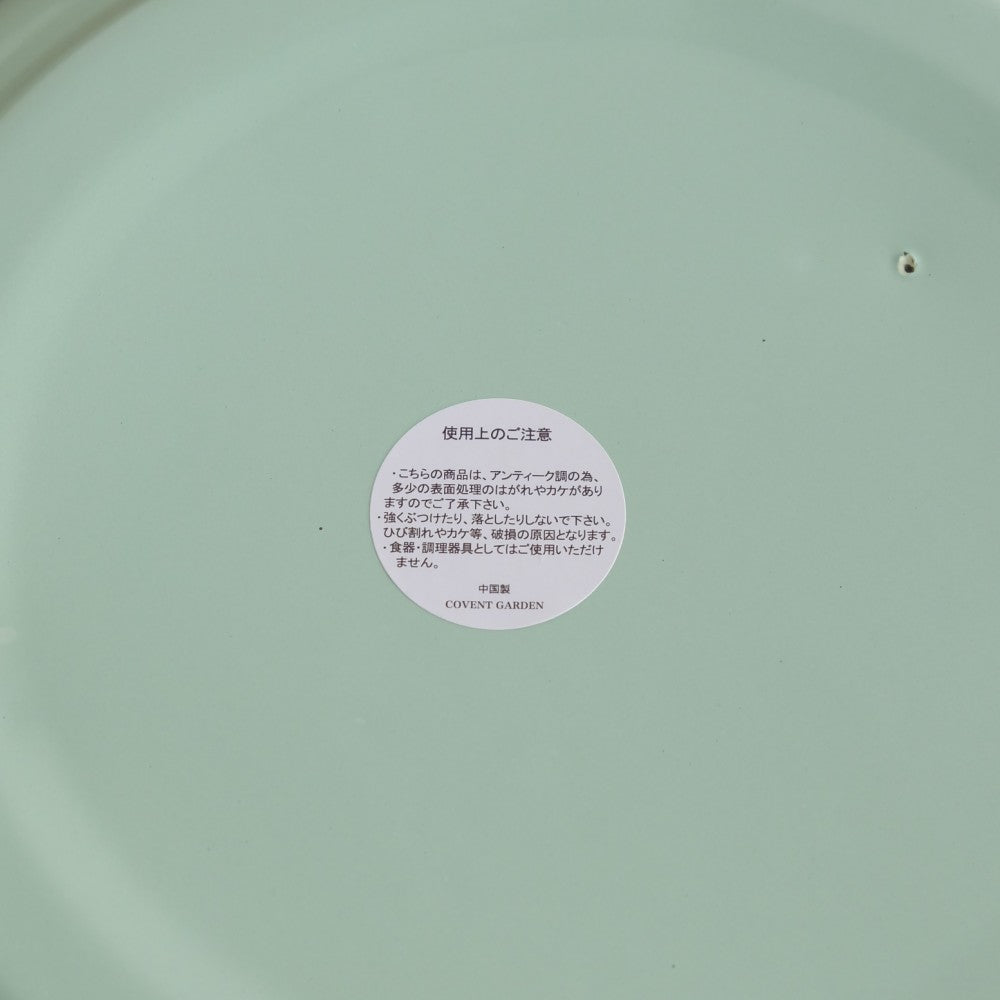 使用上のご注意
・こちらの商品は、アンティーク調の為、
多少の表面処理のはがれやカケがあり
ますのでご了承下さい。
・強くぶつけたり、落としたりしないで下さい。
ひび割れやカケ等、破損の原因となります。
・食器・調理器具としてはご使用いただけ
ません。
中国製
COVENT GARDEN